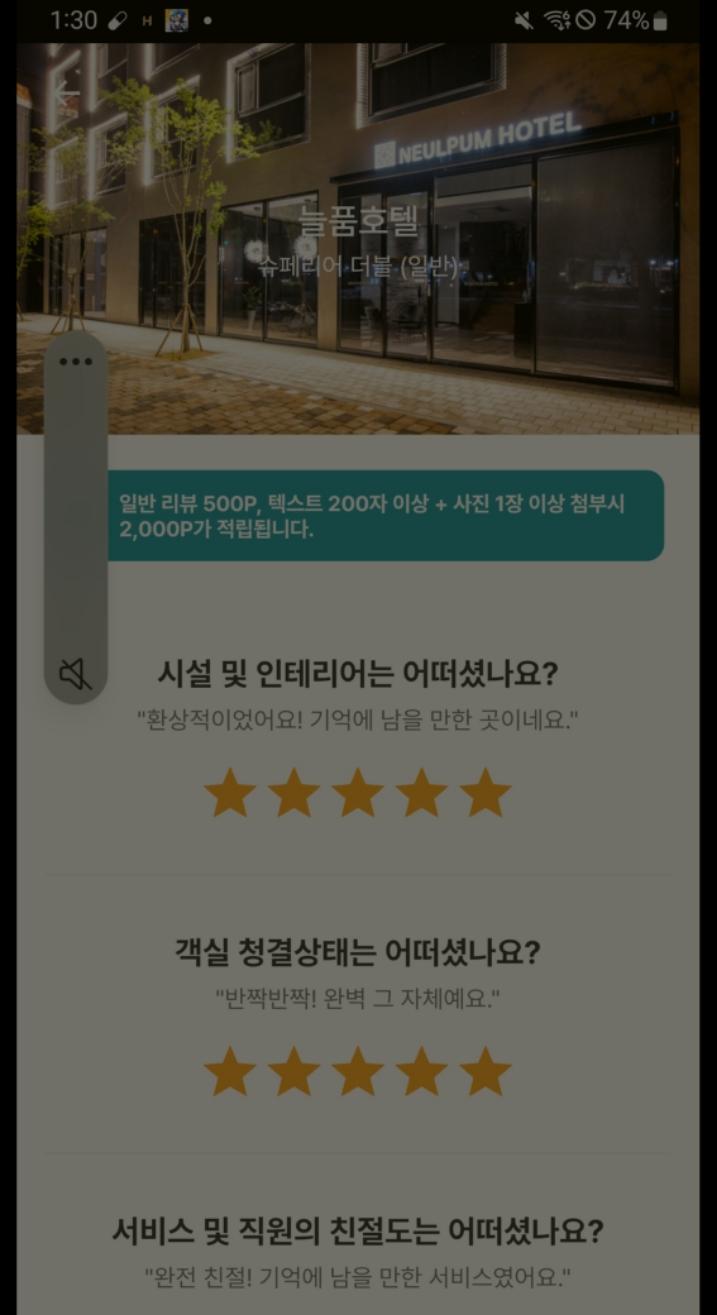 1:30
H
74%
NEULPUM HOTEL
늘품호텔
슈페리어 더블 (일반)
일반 리뷰 500P, 텍스트 200자 이상 + 사진 1장 이상 첨부시
2,000P가 적립됩니다.
시설 및 인테리어는 어떠셨나요?
"환상적이었어요! 기억에 남을 만한 곳이네요."
객실 청결상태는 어떠셨나요?
"반짝반짝! 완벽 그 자체예요."
서비스 및 직원의 친절도는 어떠셨나요?
"완전 친절! 기억에 남을 만한 서비스였어요."